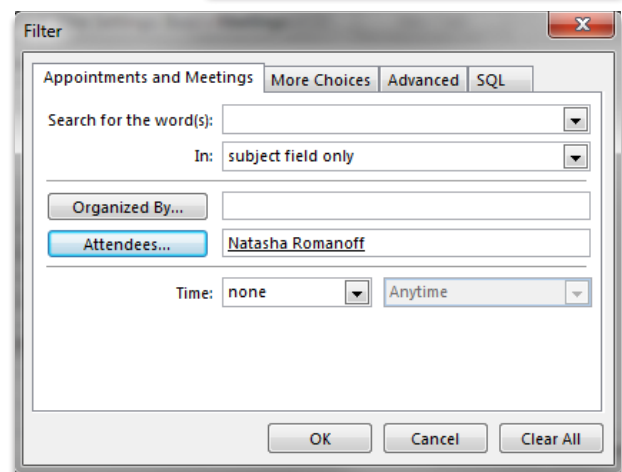 Filter
Appointments and Meetings More Choices Advanced SQL
Search for the word(s):
In: subject field only
Organized By...
Attendees... Natasha Romanoff
Time: none Anytime
OK Cancel Clear All